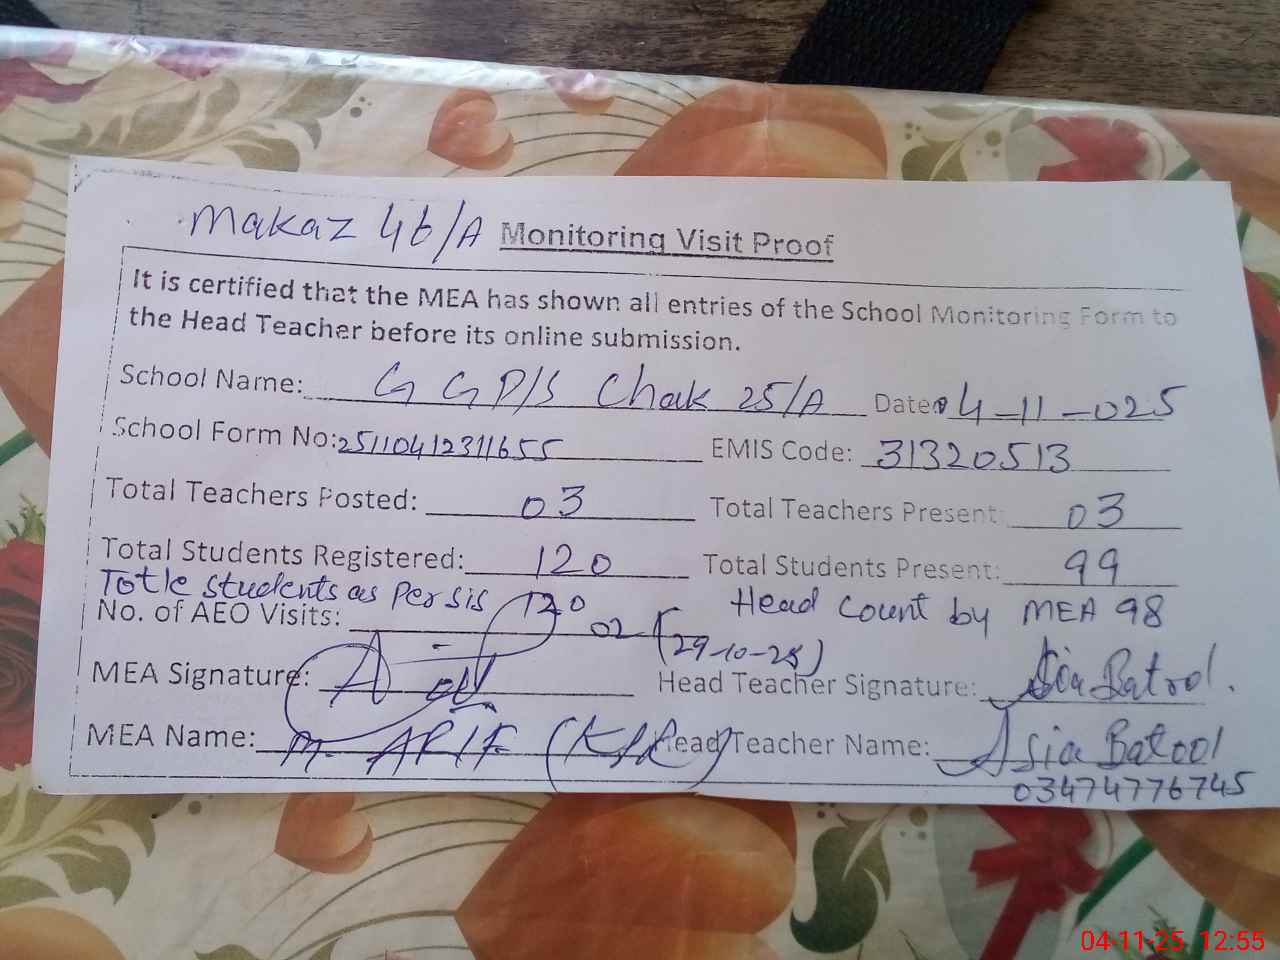 Makaz 46/A Monitoring Visit Proof
It is certified that the MEA has shown all entries of the School Monitoring Form to
the Head Teacher before its online submission.
School Name: GGP/S Chak 25/A Date: 04-11-025
School Form No: 25110412311655 EMIS Code: 31320513
Total Teachers Posted: 03 Total Teachers Present: 03
Total Students Registered: 120 Total Students Present: 99
Totle students as per sis 120 Head Count by MEA 98
No. of AEO Visits: 02 (29-10-25)
MEA Signature: Head Teacher Signature: Asia Batool.
MEA Name: M. ARIF Head Teacher Name: Asia Batool
03474776745
04-11-25 12:55